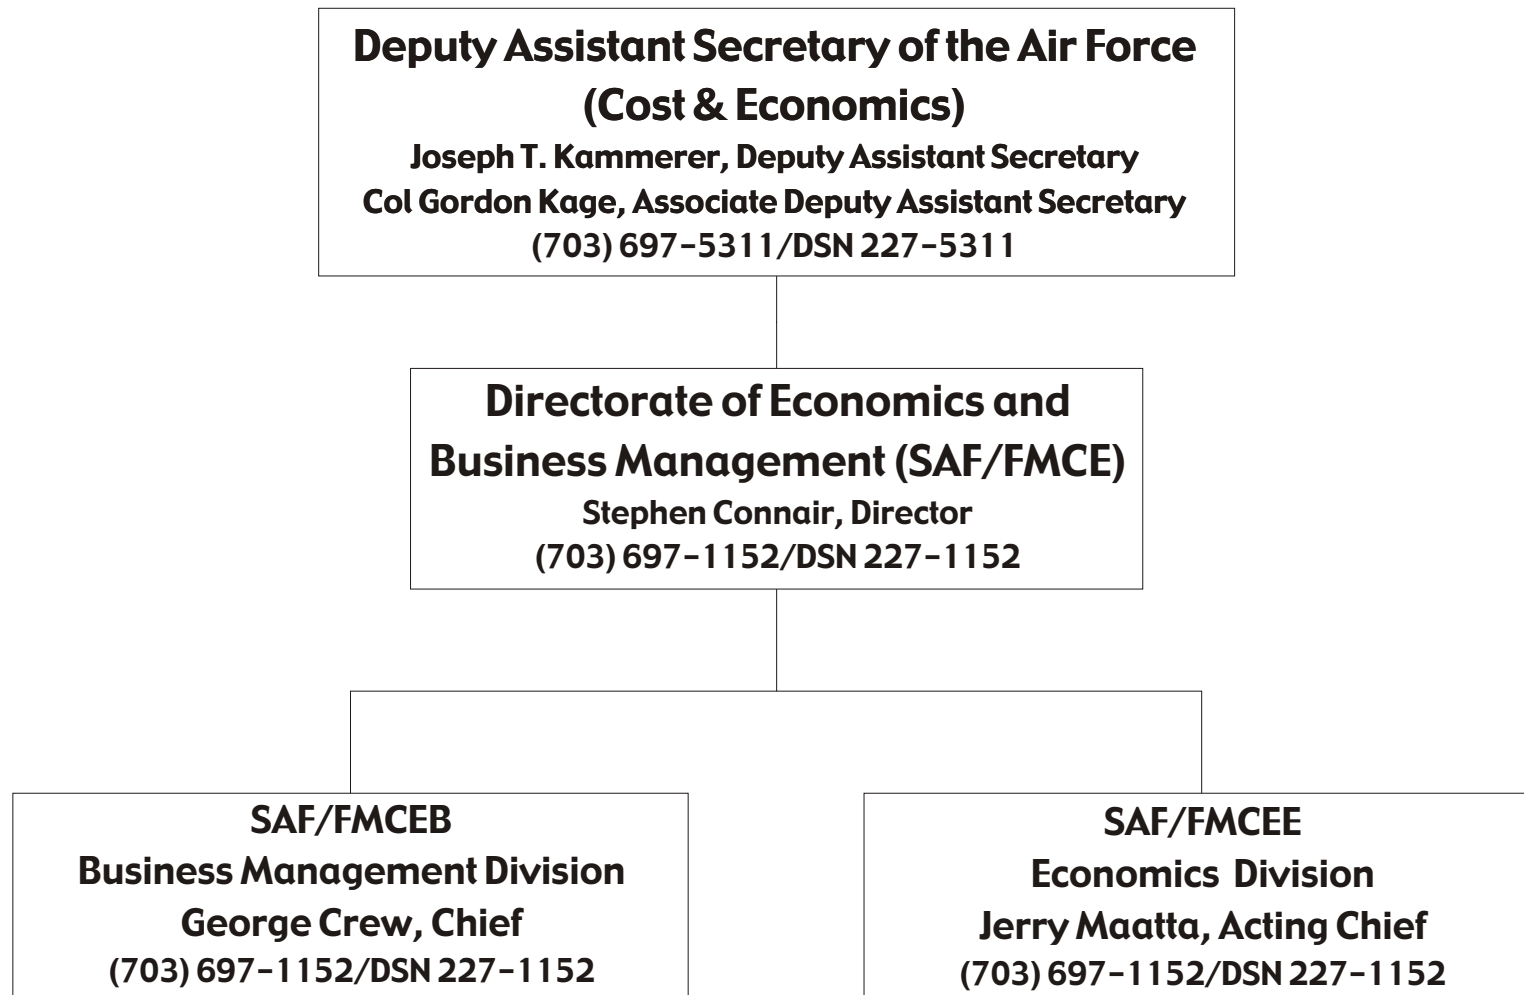 Deputy Assistant Secretary of the Air Force
(Cost & Economics)
Joseph T. Kammerer, Deputy Assistant Secretary
Col Gordon Kage, Associate Deputy Assistant Secretary
(703) 697-5311/DSN 227-5311
Directorate of Economics and
Business Management (SAF/FMCE)
Stephen Connair, Director
(703) 697-1152/DSN 227-1152
SAF/FMCEB
Business Management Division
George Crew, Chief
(703) 697-1152/DSN 227-1152
SAF/FMCEE
Economics Division
Jerry Maatta, Acting Chief
(703) 697-1152/DSN 227-1152